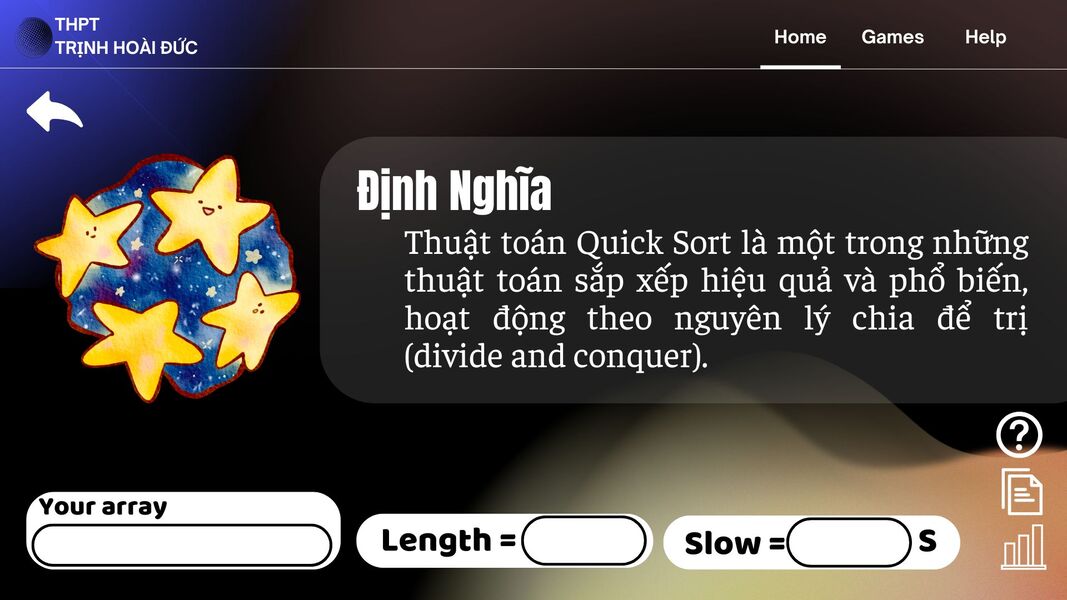 THPT
TRỊNH HOÀI ĐỨC
Home
Games
Help
Định Nghĩa
Thuật toán Quick Sort là một trong những
thuật toán sắp xếp hiệu quả và phổ biến,
hoạt động theo nguyên lý chia để trị
(divide and conquer).
?
Your array
Length =
Slow =
S